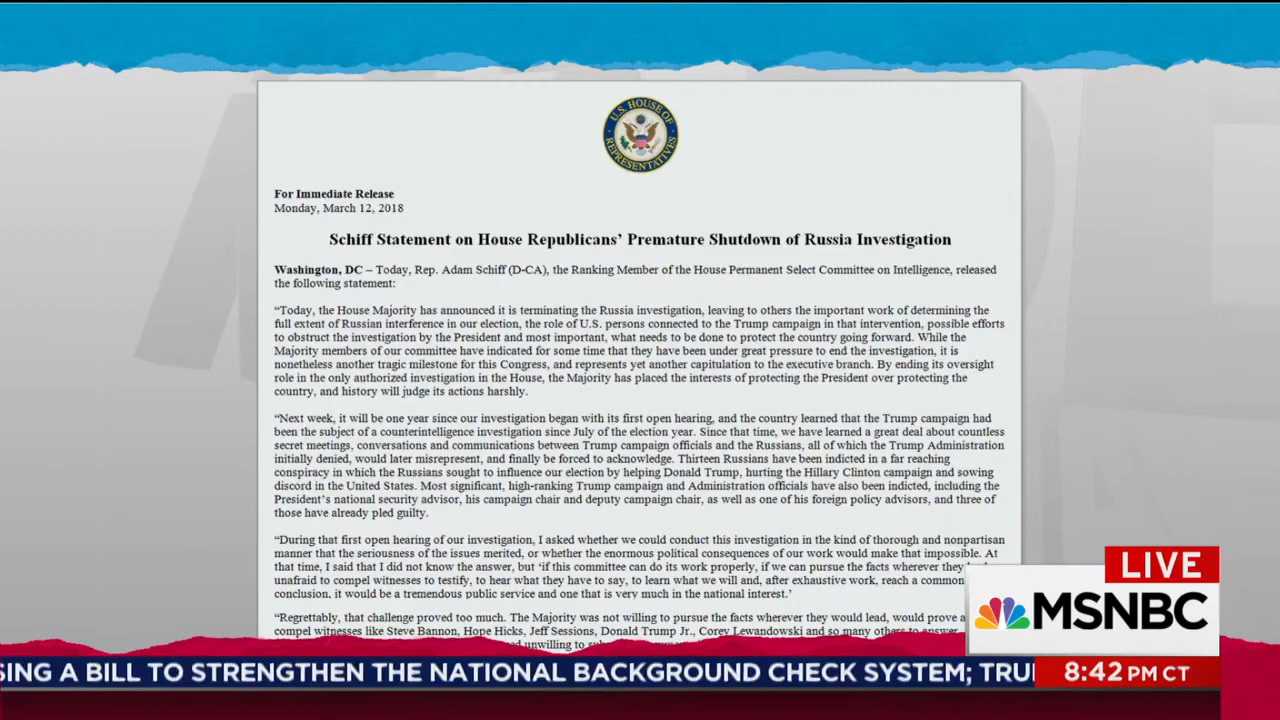 U.S. HOUSE OF
REPRESENTATIVES
For Immediate Release
Monday, March 12, 2018
Schiff Statement on House Republicans’ Premature Shutdown of Russia Investigation
Washington, DC – Today, Rep. Adam Schiff (D-CA), the Ranking Member of the House Permanent Select Committee on Intelligence, released
the following statement:
“Today, the House Majority has announced it is terminating the Russia investigation, leaving to others the important work of determining the
full extent of Russian interference in our election, the role of U.S. persons connected to the Trump campaign in that intervention, possible efforts
to obstruct the investigation by the President and most important, what needs to be done to protect the country going forward. While the
Majority members of our committee have indicated for some time that they have been under great pressure to end the investigation, it is
nonetheless another tragic milestone for this Congress, and represents yet another capitulation to the executive branch. By ending its oversight
role in the only authorized investigation in the House, the Majority has placed the interests of protecting the President over protecting the
country, and history will judge its actions harshly.
“Next week, it will be one year since our investigation began with its first open hearing, and the country learned that the Trump campaign had
been the subject of a counterintelligence investigation since July of the election year. Since that time, we have learned a great deal about countless
secret meetings, conversations and communications between Trump campaign officials and the Russians, all of which the Trump Administration
initially denied, would later misrepresent, and finally be forced to acknowledge. Thirteen Russians have been indicted in a far reaching
conspiracy in which the Russians sought to influence our election by helping Donald Trump, hurting the Hillary Clinton campaign and sowing
discord in the United States. Most significant, high-ranking Trump campaign and Administration officials have also been indicted, including the
President’s national security advisor, his campaign chair and deputy campaign chair, as well as one of his foreign policy advisors, and three of
those have already pled guilty.
“During that first open hearing of our investigation, I asked whether we could conduct this investigation in the kind of thorough and nonpartisan
manner that the seriousness of the issues merited, or whether the enormous political consequences of our work would make that impossible. At
that time, I said that I did not know the answer, but ‘if this committee can do its work properly, if we can pursue the facts wherever they
unafraid to compel witnesses to testify, to hear what they have to say, to learn what we will and, after exhaustive work, reach a common
conclusion, it would be a tremendous public service and one that is very much in the national interest.’
“Regrettably, that challenge proved too much. The Majority was not willing to pursue the facts wherever they would lead, would prove
compel witnesses like Steve Bannon, Hope Hicks, Jeff Sessions, Donald Trump Jr., Corey Lewandowski and so many others to answer
unwilling to
LIVE
MSNBC
SING A BILL TO STRENGTHEN THE NATIONAL BACKGROUND CHECK SYSTEM; TRU
8:42 PM CT